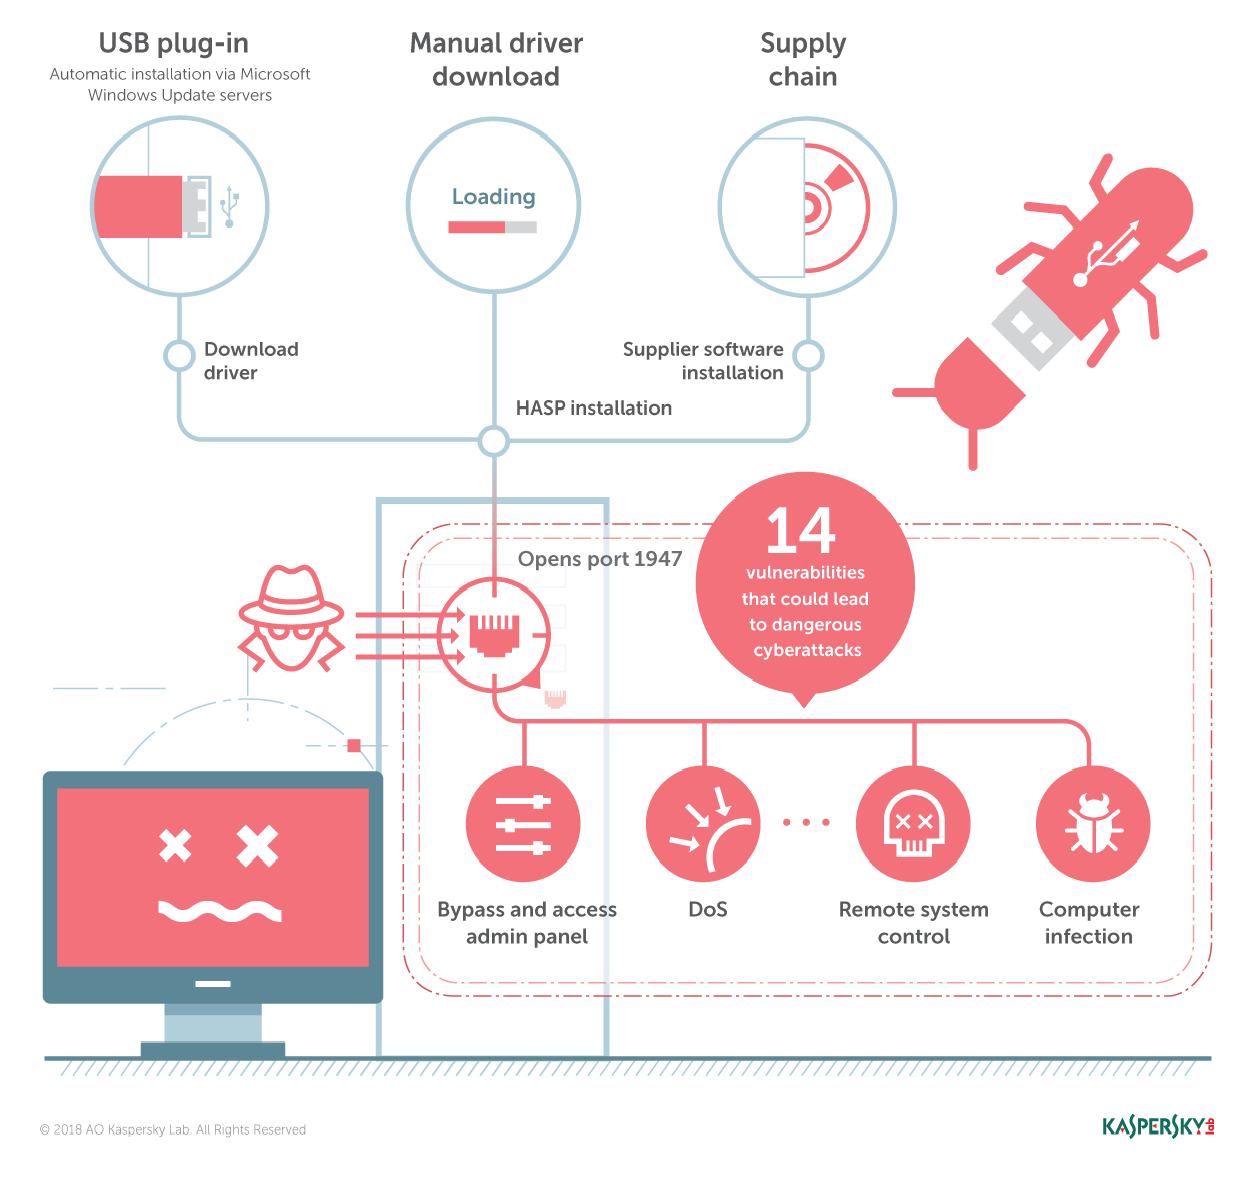 USB plug-in
Automatic installation via Microsoft
Windows Update servers
Manual driver
download
Supply
chain
Loading
Download
driver
Supplier software
installation
HASP installation
Opens port 1947
14
vulnerabilities
that could lead
to dangerous
cyberattacks
Bypass and access
admin panel
DoS
Remote system
control
Computer
infection
© 2018 AO Kaspersky Lab. All Rights Reserved
KASPERSKY lab